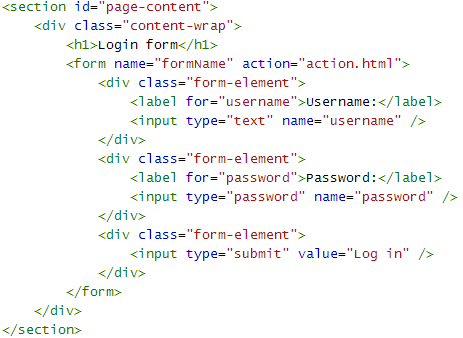 <section id="page-content">
<div class="content-wrap">
<h1>Login form</h1>
<form name="formName" action="action.html">
<div class="form-element">
<label for="username">Username:</label>
<input type="text" name="username" />
</div>
<div class="form-element">
<label for="password">Password:</label>
<input type="password" name="password" />
</div>
<div class="form-element">
<input type="submit" value="Log in" />
</div>
</form>
</div>
</section>